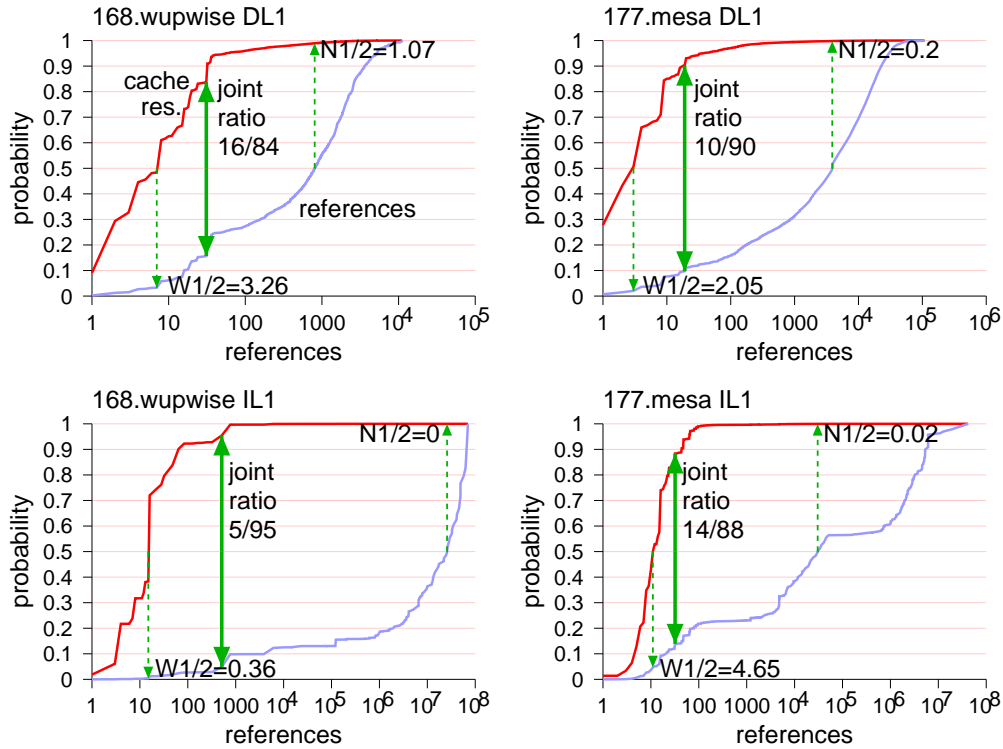 168.wupwise DL1
probability
1
0.9
0.8
0.7
0.6
0.5
0.4
0.3
0.2
0.1
0
cache
res.
joint
ratio
16/84
N1/2=1.07
references
W1/2=3.26
1
10
100
1000
10^4
10^5
references
177.mesa DL1
probability
1
0.9
0.8
0.7
0.6
0.5
0.4
0.3
0.2
0.1
0
joint
ratio
10/90
N1/2=0.2
W1/2=2.05
1
10
100
1000
10^4
10^5
10^6
references
168.wupwise IL1
probability
1
0.9
0.8
0.7
0.6
0.5
0.4
0.3
0.2
0.1
0
joint
ratio
5/95
N1/2=0
W1/2=0.36
1
10
100
1000
10^4
10^5
10^6
10^7
10^8
references
177.mesa IL1
probability
1
0.9
0.8
0.7
0.6
0.5
0.4
0.3
0.2
0.1
0
joint
ratio
14/88
N1/2=0.02
W1/2=4.65
1
10
100
1000
10^4
10^5
10^6
10^7
10^8
references